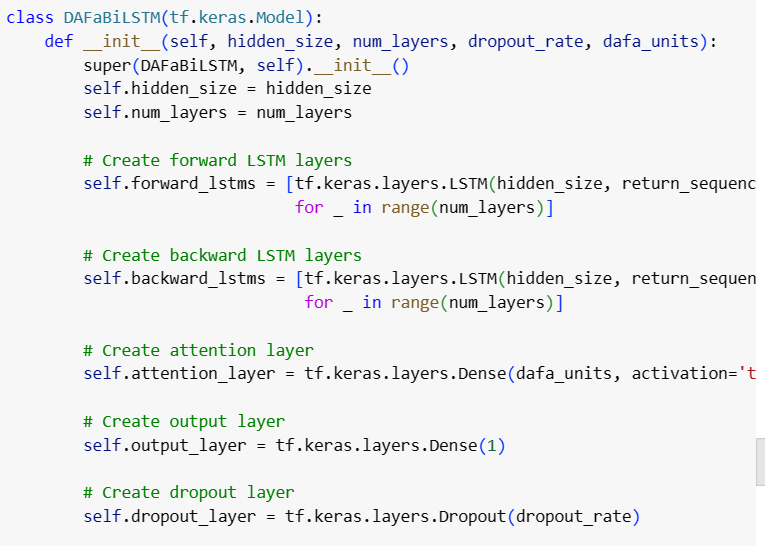 class DAFaBiLSTM(tf.keras.Model):
    def __init__(self, hidden_size, num_layers, dropout_rate, dafa_units):
        super(DAFaBiLSTM, self).__init__()
        self.hidden_size = hidden_size
        self.num_layers = num_layers

        # Create forward LSTM layers
        self.forward_lstms = [tf.keras.layers.LSTM(hidden_size, return_sequenc
                              for _ in range(num_layers)]

        # Create backward LSTM layers
        self.backward_lstms = [tf.keras.layers.LSTM(hidden_size, return_sequen
                               for _ in range(num_layers)]

        # Create attention layer
        self.attention_layer = tf.keras.layers.Dense(dafa_units, activation='t

        # Create output layer
        self.output_layer = tf.keras.layers.Dense(1)

        # Create dropout layer
        self.dropout_layer = tf.keras.layers.Dropout(dropout_rate)